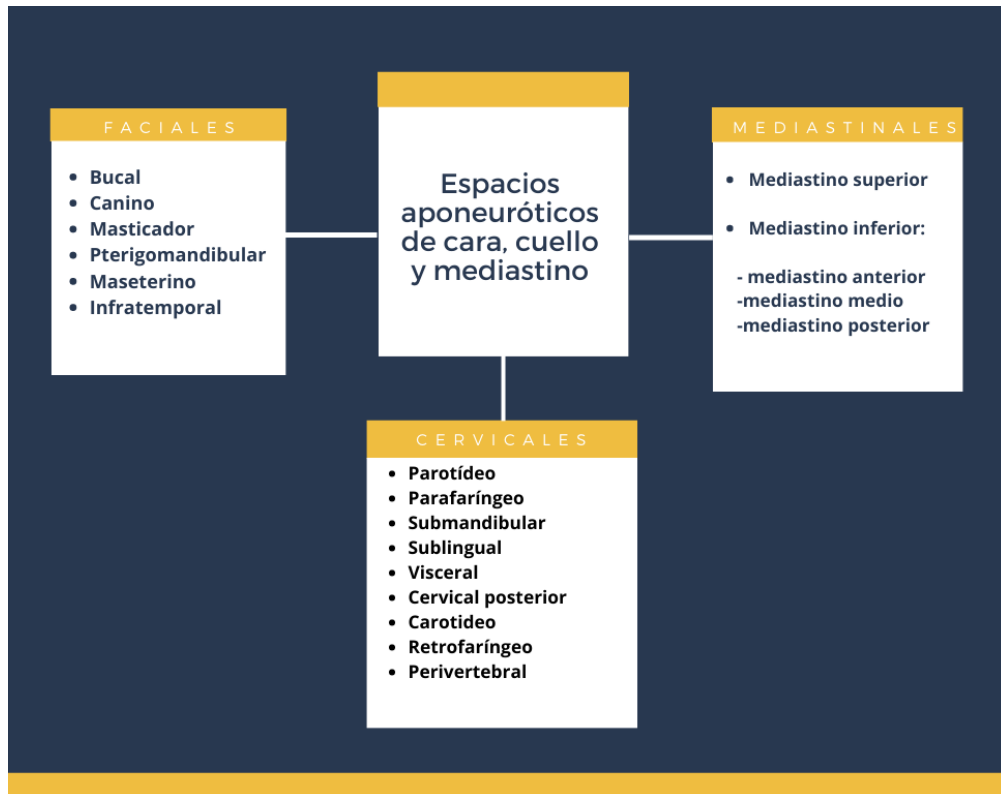 Espacios
aponeuróticos
de cara, cuello
y mediastino
FACIALES
• Bucal
• Canino
• Masticador
• Pterigomandibular
• Maseterino
• Infratemporal
MEDIASTINALES
• Mediastino superior
• Mediastino inferior:
- mediastino anterior
-mediastino medio
-mediastino posterior
CERVICALES
• Parotídeo
• Parafaríngeo
• Submandibular
• Sublingual
• Visceral
• Cervical posterior
• Carotideo
• Retrofaríngeo
• Perivertebral